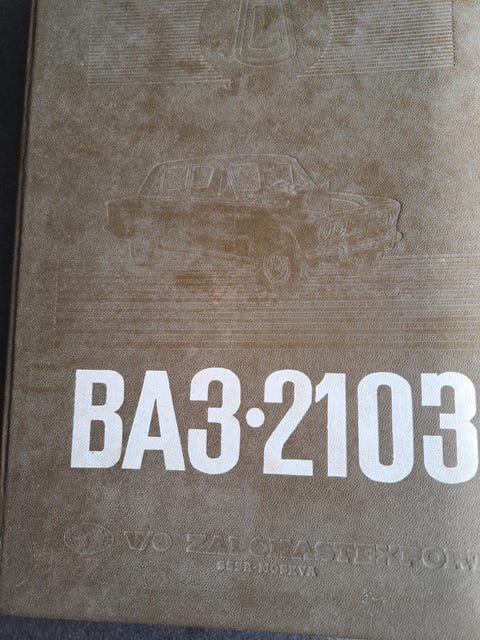 ВАЗ·2103
V/O ZAPCHASTEXPORT
SSSR-MOSKVA